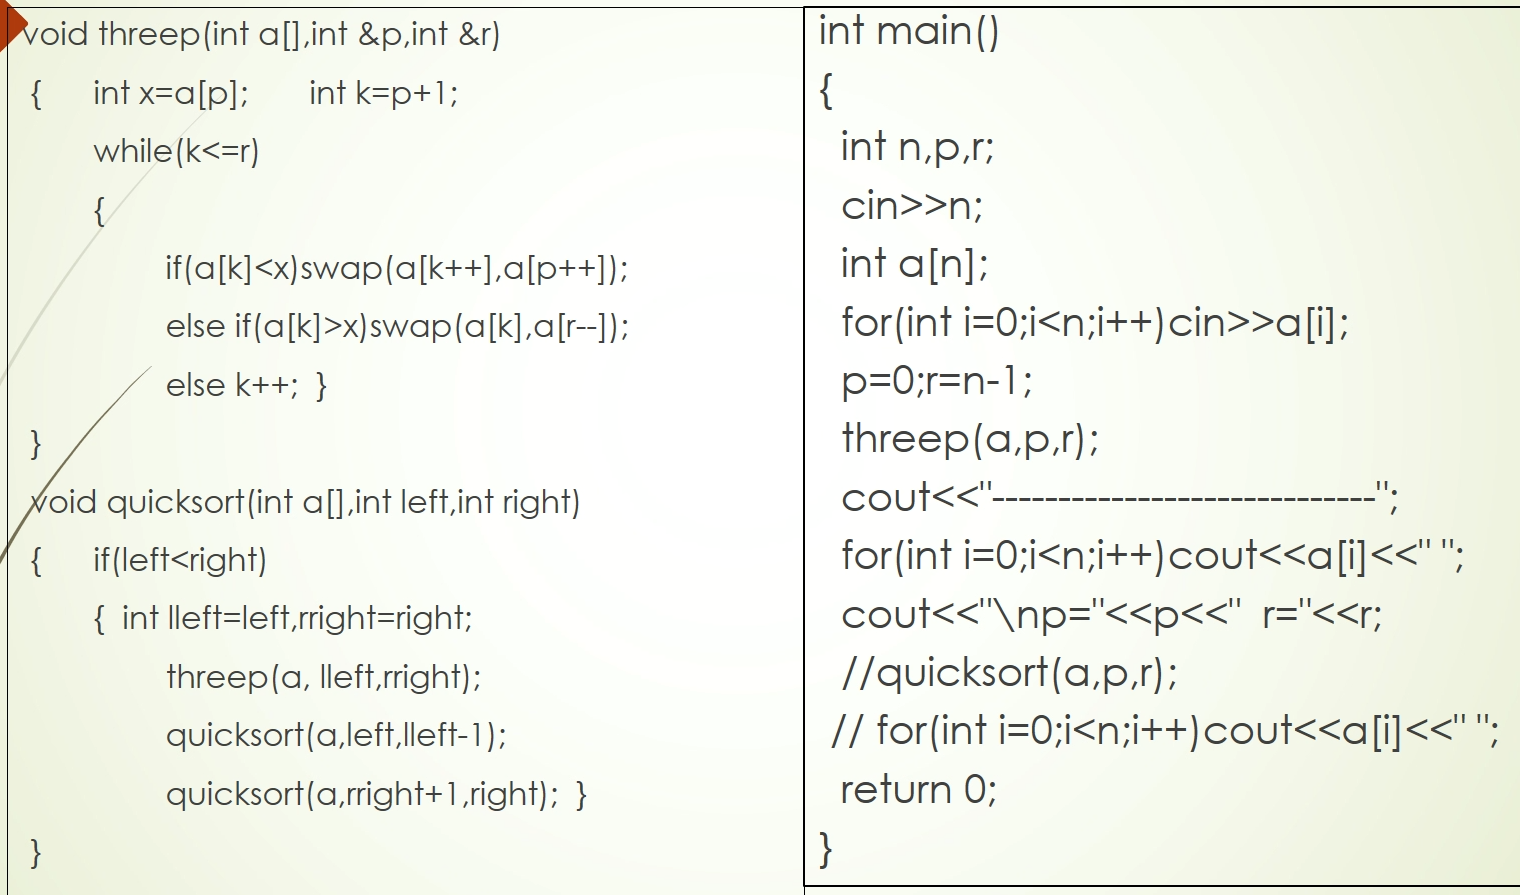 void threep(int a[],int &p,int &r)
{ int x=a[p]; int k=p+1;
while(k<=r)
{
if(a[k]<x)swap(a[k++],a[p++]);
else if(a[k]>x)swap(a[k],a[r--]);
else k++; }
}
void quicksort(int a[],int left,int right)
{ if(left<right)
{ int lleft=left,rright=right;
threep(a, lleft,rright);
quicksort(a,left,lleft-1);
quicksort(a,rright+1,right); }
}
int main()
{
int n,p,r;
cin>>n;
int a[n];
for(int i=0;i<n;i++)cin>>a[i];
p=0;r=n-1;
threep(a,p,r);
cout<<"-----------------------------";
for(int i=0;i<n;i++)cout<<a[i]<<" ";
cout<<"\np="<<p<<" r="<<r;
//quicksort(a,p,r);
// for(int i=0;i<n;i++)cout<<a[i]<<" ";
return 0;
}